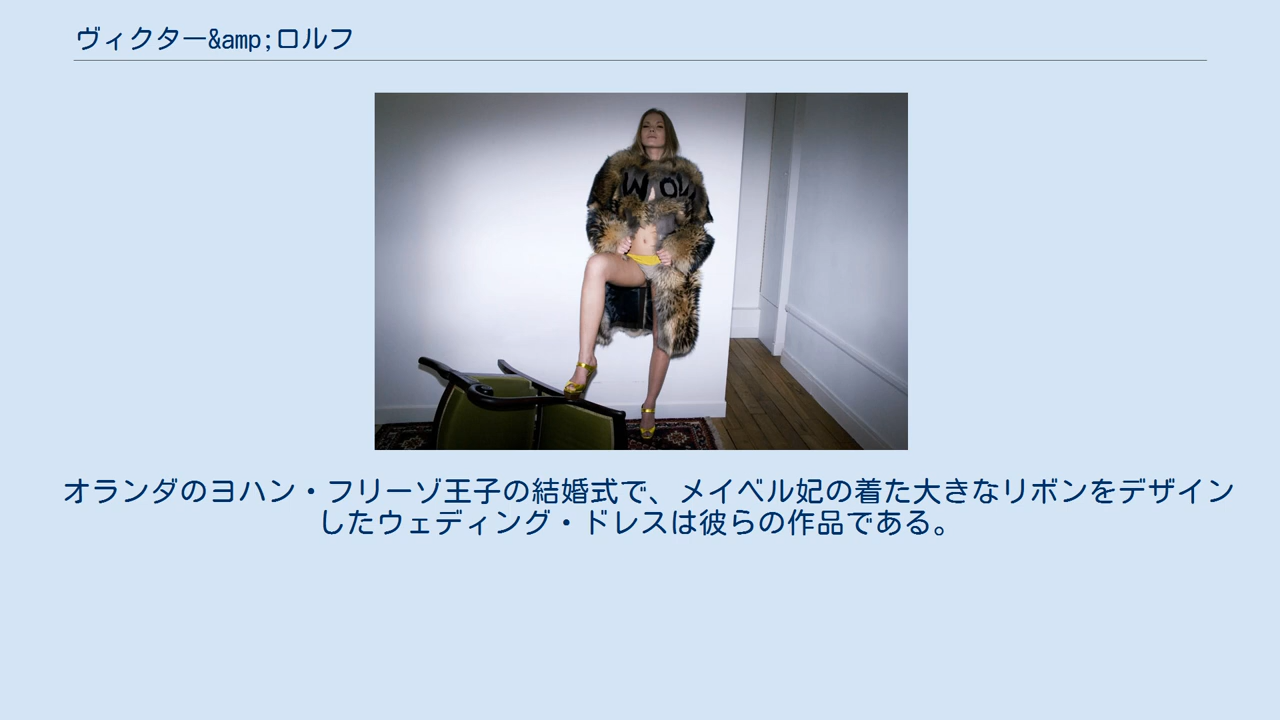 ヴィクター&amp;ロルフ
WOW
オランダのヨハン・フリーゾ王子の結婚式で、メイベル妃の着た大きなリボンをデザイン
したウェディング・ドレスは彼らの作品である。